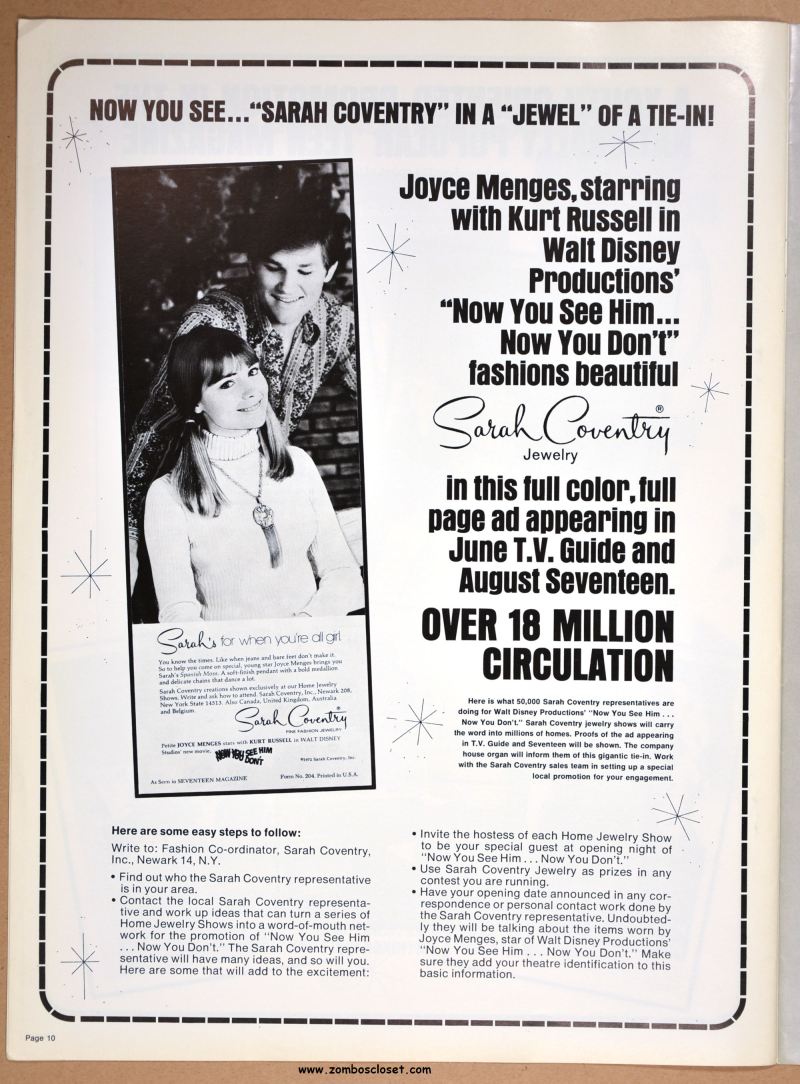 NOW YOU SEE..."SARAH COVENTRY" IN A "JEWEL" OF A TIE-IN!
Joyce Menges, starring
with Kurt Russell in
Walt Disney
Productions'
"Now You See Him...
Now You Don't"
fashions beautiful
Sarah Coventry®
Jewelry
in this full color, full
page ad appearing in
June T.V. Guide and
August Seventeen.
OVER 18 MILLION
CIRCULATION
Here is what 50,000 Sarah Coventry representatives are
doing for Walt Disney Productions' "Now You See Him ...
Now You Don't." Sarah Coventry jewelry shows will carry
the word into millions of homes. Proofs of the ad appearing
in T.V. Guide and Seventeen will be shown. The company
house organ will inform them of this gigantic tie-in. Work
with the Sarah Coventry sales team in setting up a special
local promotion for your engagement.
Sarah's for when you're all girl
You know the times. Like when jeans and bare feet don't make it.
So to help you come on special, young star Joyce Menges brings you
Sarah's Spanish Moss. A soft-finish pendant with a bold medallion
and delicate chains that dance a lot.
Sarah Coventry creations shown exclusively at our Home Jewelry
Shows. Write and ask how to attend. Sarah Coventry, Inc., Newark 208,
New York State 14513. Also Canada, United Kingdom, Australia
and Belgium.
Sarah Coventry®
FINE FASHION JEWELRY
Petite JOYCE MENGES stars with KURT RUSSELL in WALT DISNEY
Studios' new movie, NOW YOU SEE HIM
NOW YOU DON'T
©1972 Sarah Coventry, Inc.
As Seen in SEVENTEEN MAGAZINE
Form No. 204. Printed in U.S.A.
Here are some easy steps to follow:
Write to: Fashion Co-ordinator, Sarah Coventry,
Inc., Newark 14, N.Y.
• Find out who the Sarah Coventry representative
is in your area.
• Contact the local Sarah Coventry representa-
tive and work up ideas that can turn a series of
Home Jewelry Shows into a word-of-mouth net-
work for the promotion of "Now You See Him
... Now You Don't." The Sarah Coventry repre-
sentative will have many ideas, and so will you.
Here are some that will add to the excitement:
• Invite the hostess of each Home Jewelry Show
to be your special guest at opening night of
"Now You See Him ... Now You Don't."
• Use Sarah Coventry Jewelry as prizes in any
contest you are running.
• Have your opening date announced in any cor-
respondence or personal contact work done by
the Sarah Coventry representative. Undoubted-
ly they will be talking about the items worn by
Joyce Menges, star of Walt Disney Productions'
"Now You See Him ... Now You Don't." Make
sure they add your theatre identification to this
basic information.
Page 10
www.zomboscloset.com